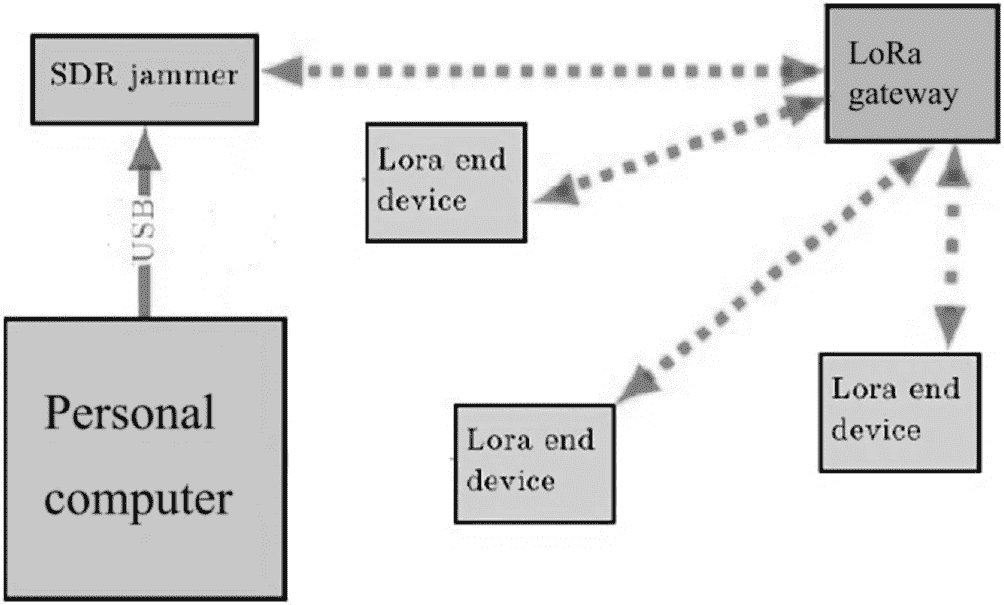 SDR jammer
LoRa
gateway
Lora end
device
USB
Personal
computer
Lora end
device
Lora end
device